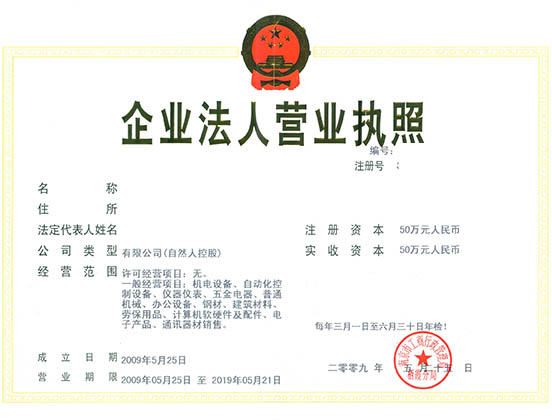 企业法人营业执照
编号:
注册号
名称
住所
法定代表人姓名
注册资本 50万元人民币
公司类型 有限公司(自然人控股)
实收资本 50万元人民币
经营范围 许可经营项目：无。
一般经营项目：机电设备、自动化控
制设备、仪器仪表、五金电器、普通
机械、办公设备、钢材、建筑材料、
劳保用品、计算机软硬件及配件、电
子产品、通讯器材销售。
每年三月一日至六月三十日年检！
成立日期 2009年5月25日
二〇〇九年 五月二十五日
营业期限 2009年05月25日 至 2019年05月21日
南京市工商行政管理局
栖霞分局